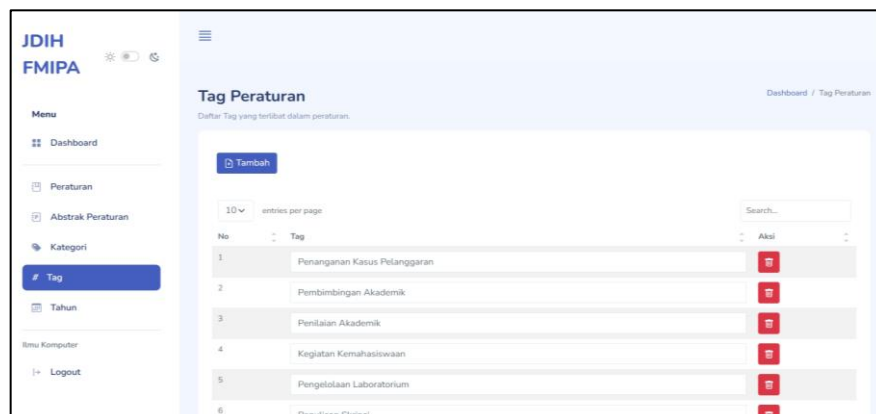 JDIH
FMIPA
Menu
Dashboard
Peraturan
Abstrak Peraturan
Kategori
# Tag
Tahun
Ilmu Komputer
Logout
Tag Peraturan
Dashboard / Tag Peraturan
Daftar Tag yang terlibat dalam peraturan.
Tambah
10 entries per page
Search...
No Tag Aksi
1 Penanganan Kasus Pelanggaran
2 Pembimbingan Akademik
3 Penilaian Akademik
4 Kegiatan Kemahasiswaan
5 Pengelolaan Laboratorium
6